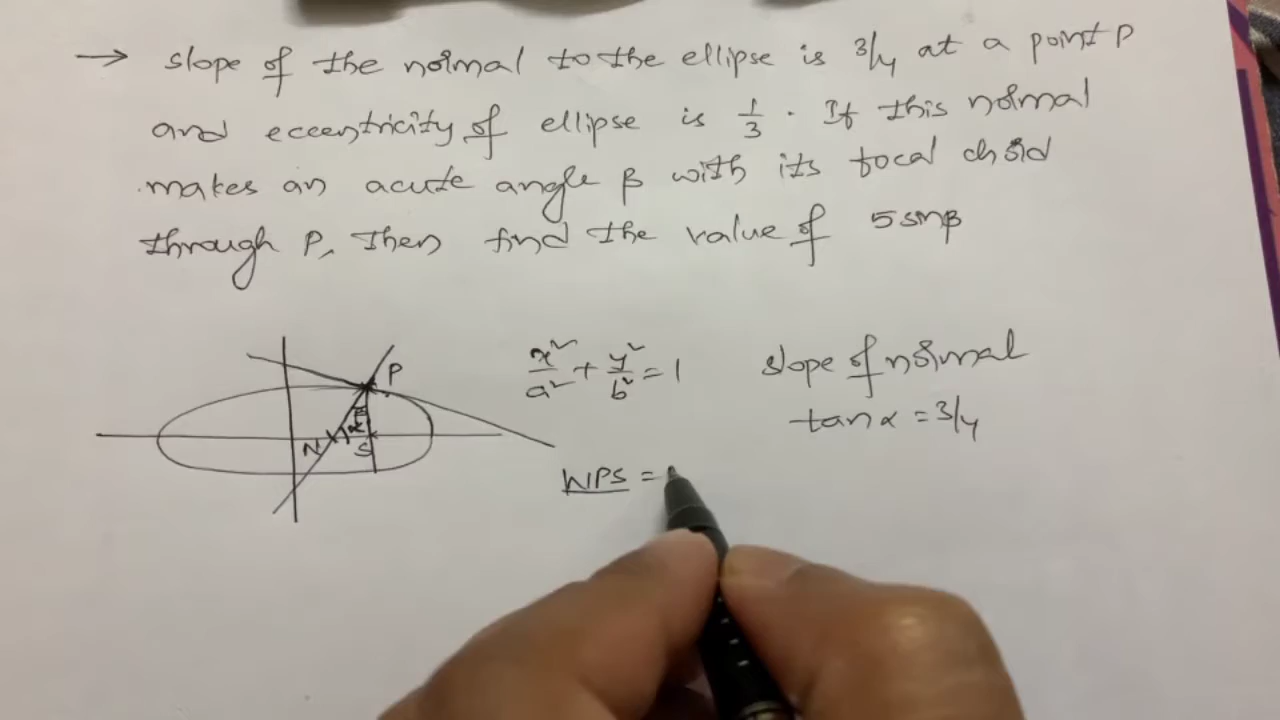 → slope of the normal to the ellipse is 3/4 at a point P
and eccentricity of ellipse is 1/3 . If this normal
makes an acute angle β with its focal chord
through P, Then find the value of 5sinβ
P
β
α
N S
x²/a² + y²/b² = 1
slope of normal
tanα = 3/4
NPS =